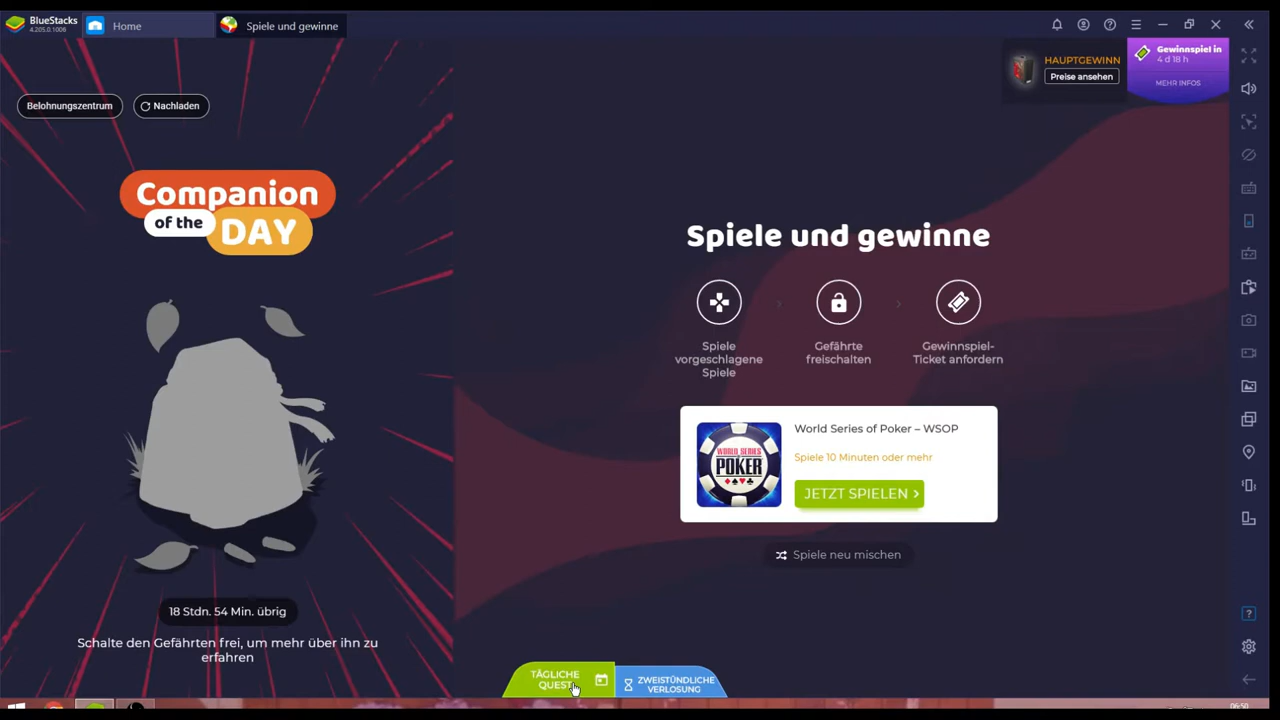 BlueStacks
4.205.0.1006
Home
Spiele und gewinne
HAUPTGEWINN
Preise ansehen
Gewinnspiel in
4 d 18 h
MEHR INFOS
Belohnungszentrum
Nachladen
Companion
of the
DAY
18 Stdn. 54 Min. übrig
Schalte den Gefährten frei, um mehr über ihn zu
erfahren
Spiele und gewinne
Spiele
vorgeschlagene
Spiele
Gefährte
freischalten
Gewinnspiel-
Ticket anfordern
WORLD SERIES
POKER
World Series of Poker – WSOP
Spiele 10 Minuten oder mehr
JETZT SPIELEN
Spiele neu mischen
TÄGLICHE
QUEST
ZWEISTÜNDLICHE
VERLOSUNG
06:50